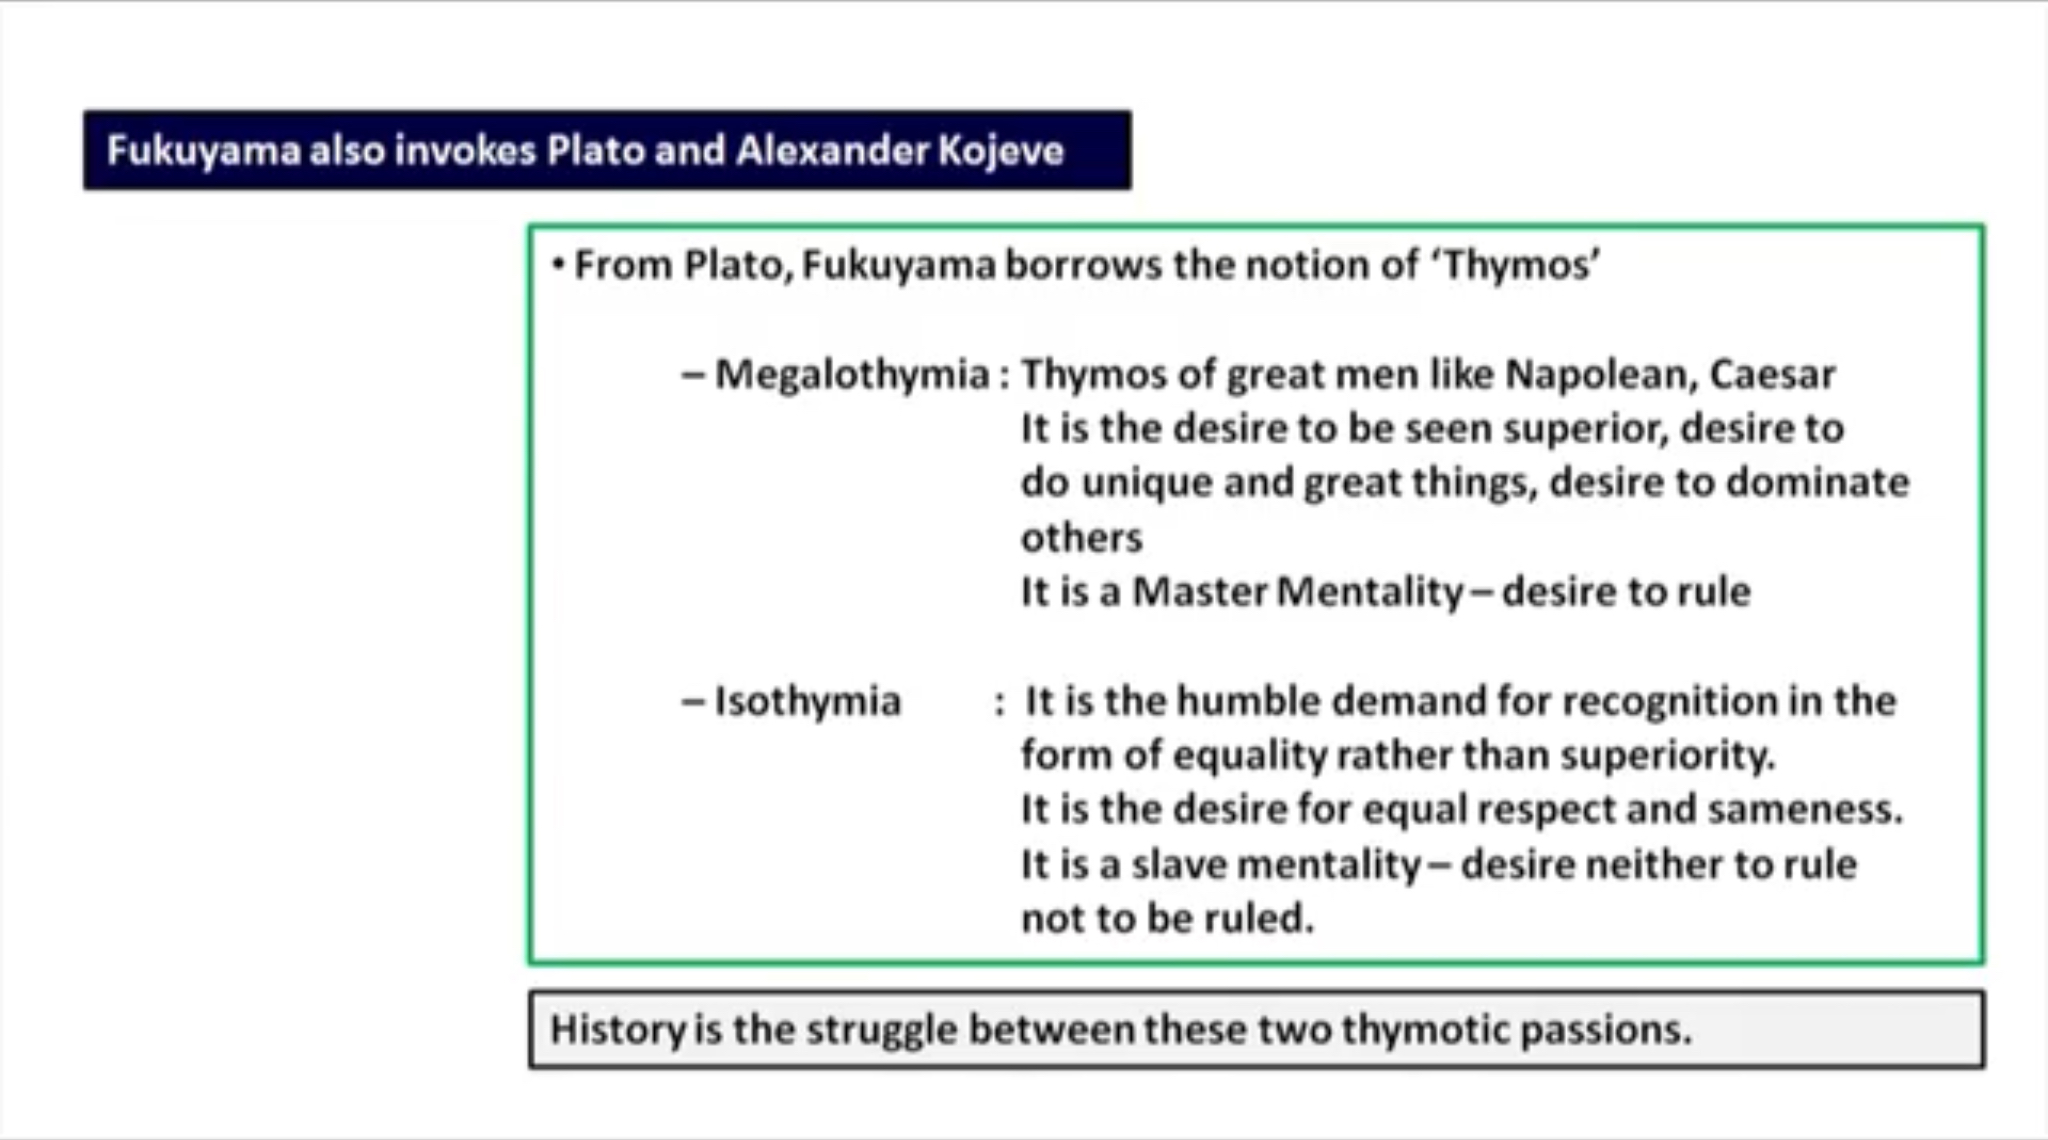 Fukuyama also invokes Plato and Alexander Kojeve
• From Plato, Fukuyama borrows the notion of ‘Thymos’
– Megalothymia : Thymos of great men like Napolean, Caesar
It is the desire to be seen superior, desire to
do unique and great things, desire to dominate
others
It is a Master Mentality – desire to rule
– Isothymia : It is the humble demand for recognition in the
form of equality rather than superiority.
It is the desire for equal respect and sameness.
It is a slave mentality – desire neither to rule
not to be ruled.
History is the struggle between these two thymotic passions.